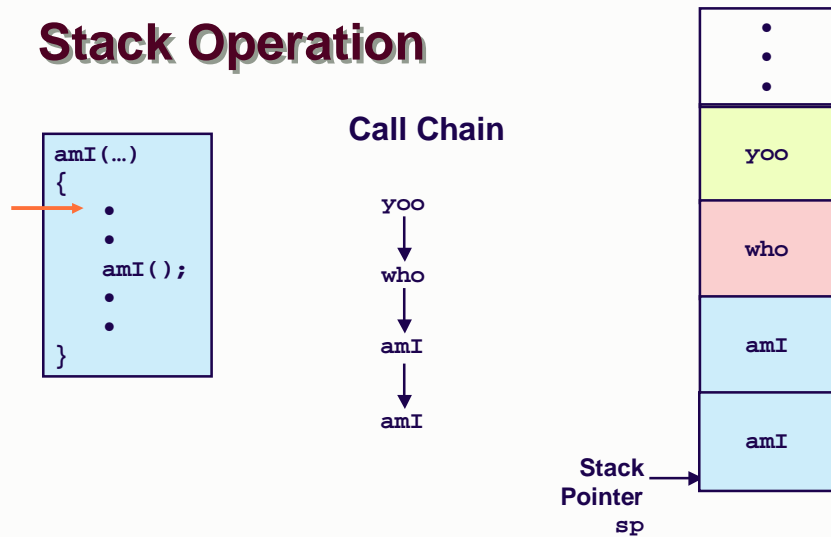 Stack Operation
Call Chain
amI(…)
{
•
•
amI();
•
•
}
yoo
who
amI
amI
•
•
•
yoo
who
amI
amI
Stack
Pointer
sp